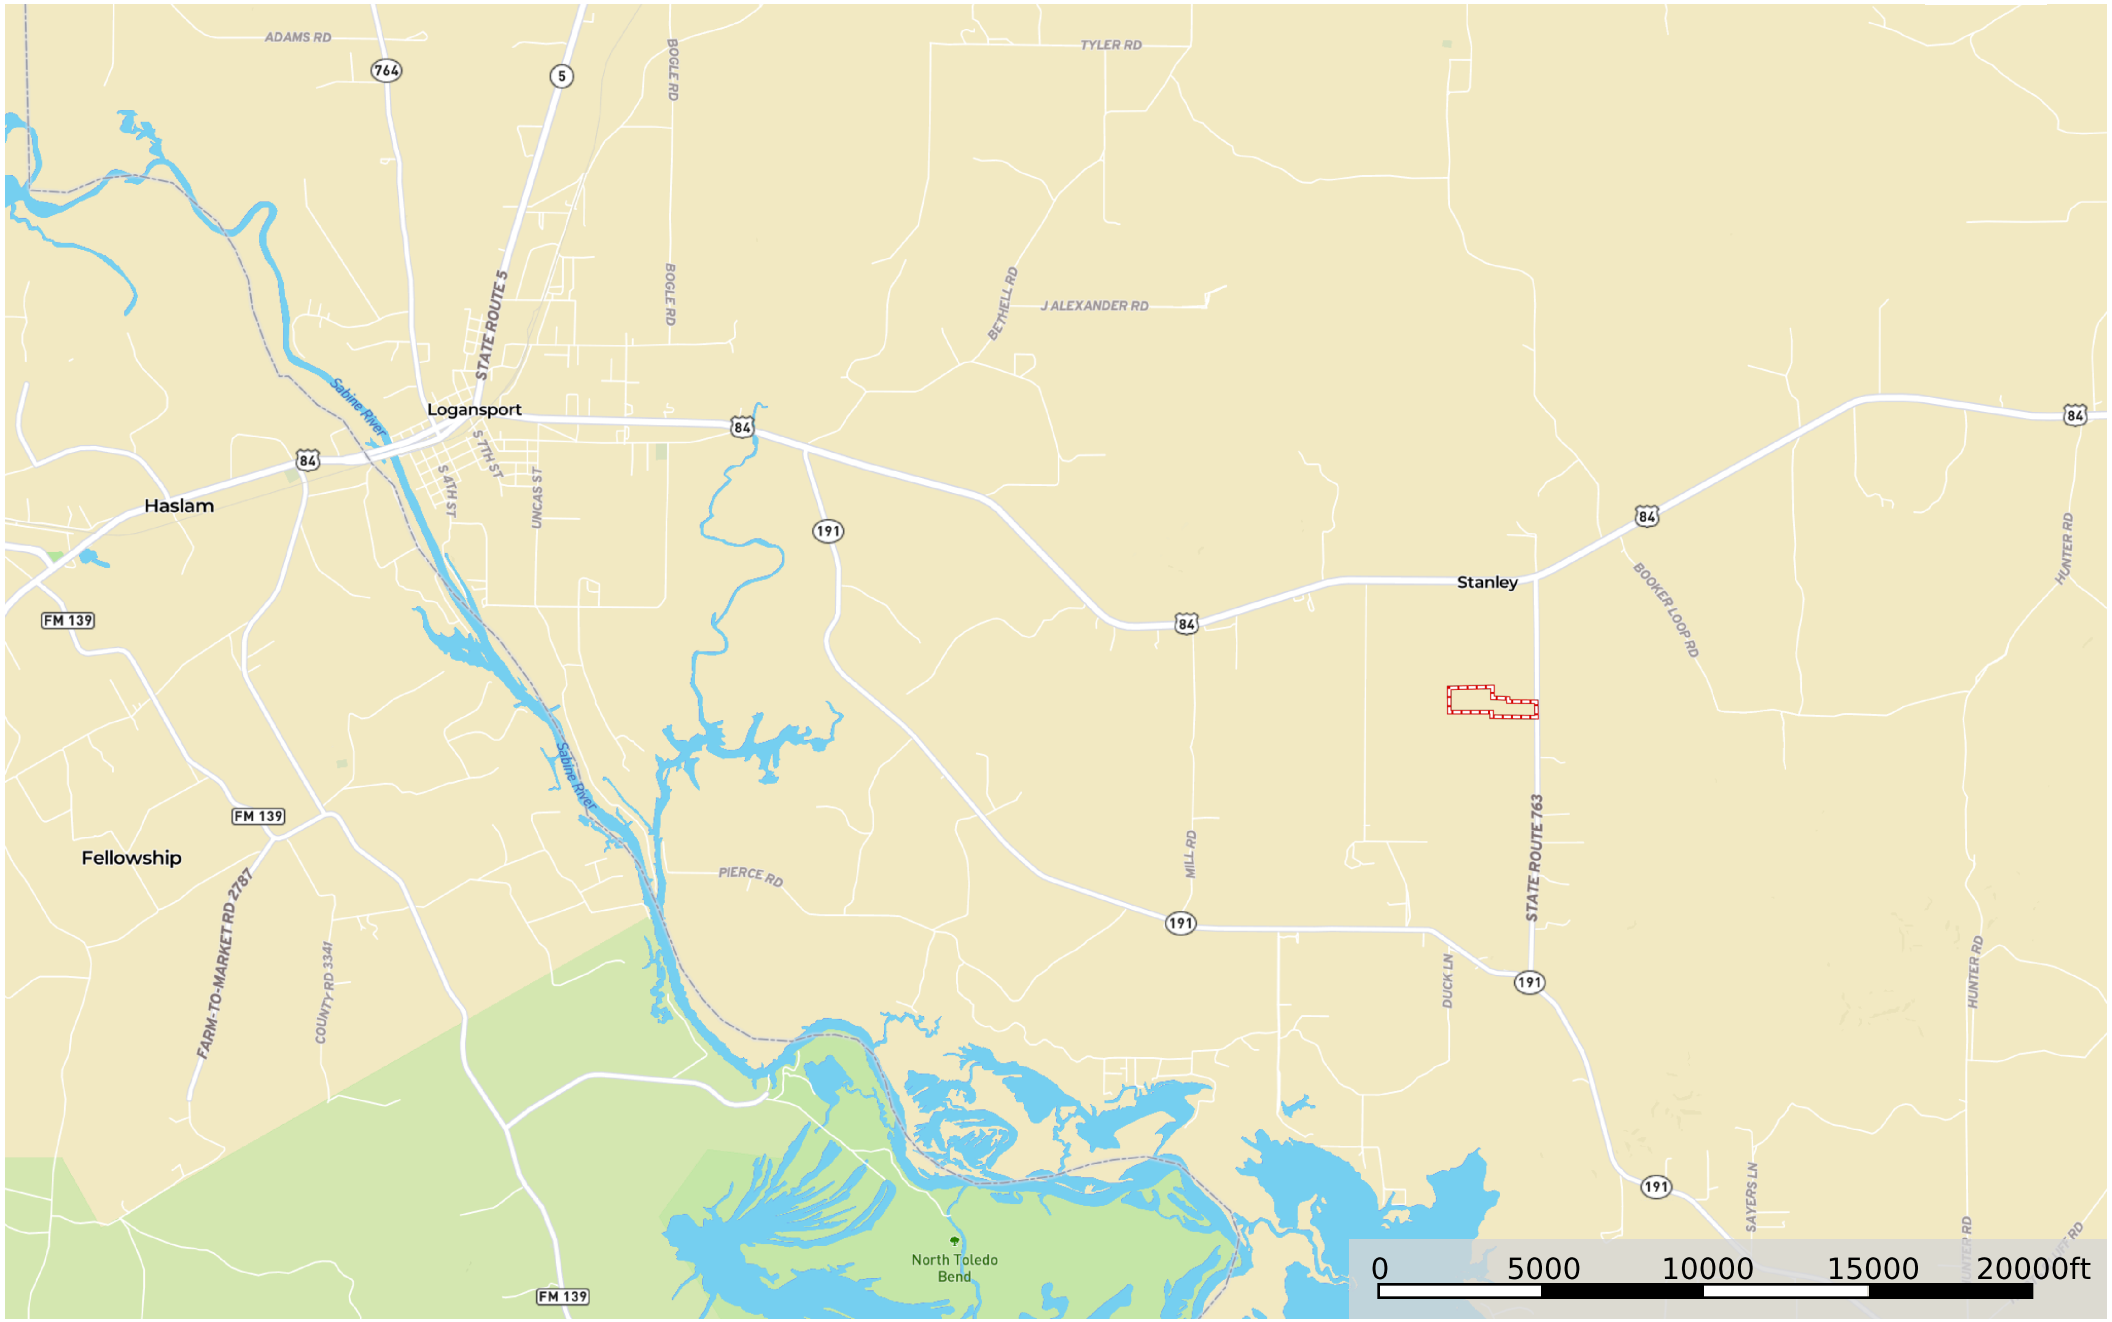 ADAMS RD
764
5
BOGLE RD
TYLER RD
BOGLE RD
STATE ROUTE 5
BETHELL RD
J ALEXANDER RD
Sabine River
Logansport
84
84
84
S 7TH ST
S 4TH ST
UNCAS ST
Haslam
191
84
HUNTER RD
Stanley
BOOKER LOOP RD
FM 139
84
Sabine River
FM 139
STATE ROUTE 763
MILL RD
Fellowship
PIERCE RD
FARM-TO-MARKET RD 2787
COUNTY RD 3341
191
DUCK LN
191
HUNTER RD
191
SAYERS LN
HUNTER RD
North Toledo
Bend
FM 139
0 5000 10000 15000 20000ft